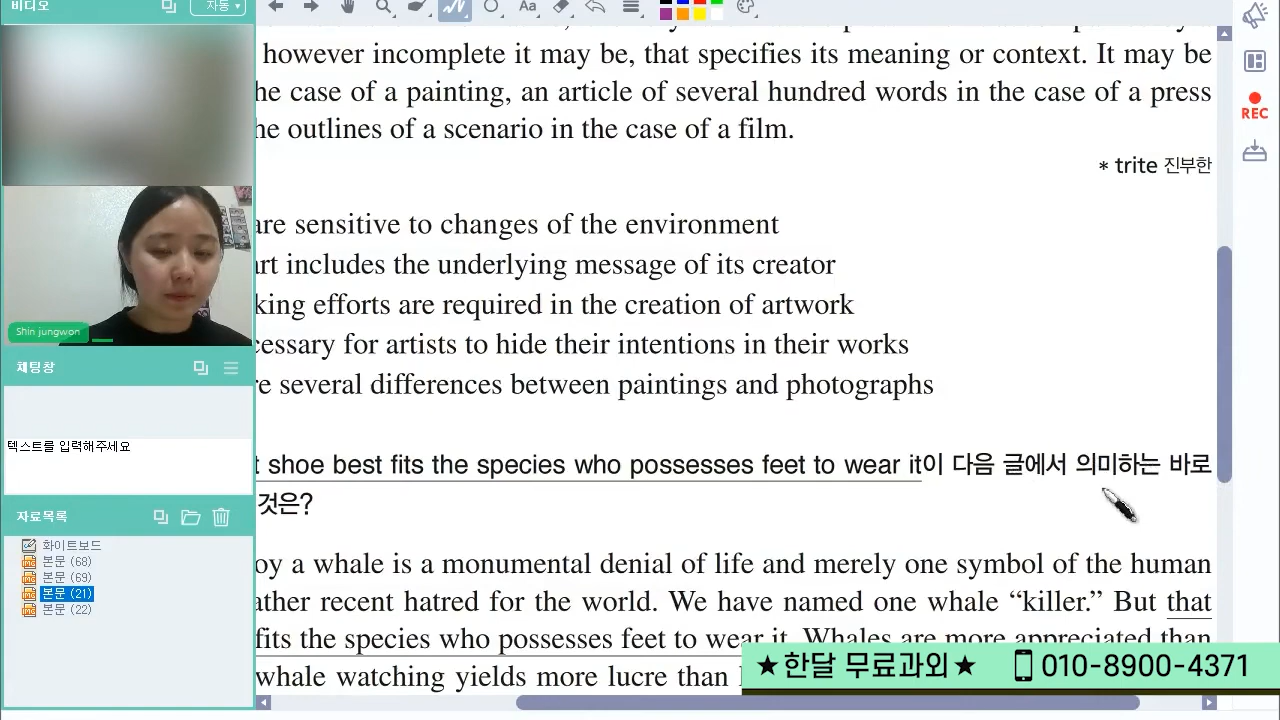 비디오
자동
Aa
however incomplete it may be, that specifies its meaning or context. It may be
he case of a painting, an article of several hundred words in the case of a press
he outlines of a scenario in the case of a film.
* trite 진부한
are sensitive to changes of the environment
art includes the underlying message of its creator
king efforts are required in the creation of artwork
cessary for artists to hide their intentions in their works
re several differences between paintings and photographs
t shoe best fits the species who possesses feet to wear it이 다음 글에서 의미하는 바로
것은?
oy a whale is a monumental denial of life and merely one symbol of the human
ather recent hatred for the world. We have named one whale “killer.” But that
fits the species who possesses feet to wear it. Whales are more appreciated than
whale watching yields more lucre than
Shin jungwon
채팅창
텍스트를 입력해주세요
자료목록
화이트보드
본문 (68)
본문 (69)
본문 (21)
본문 (22)
REC
★한달 무료과외★ 010-8900-4371